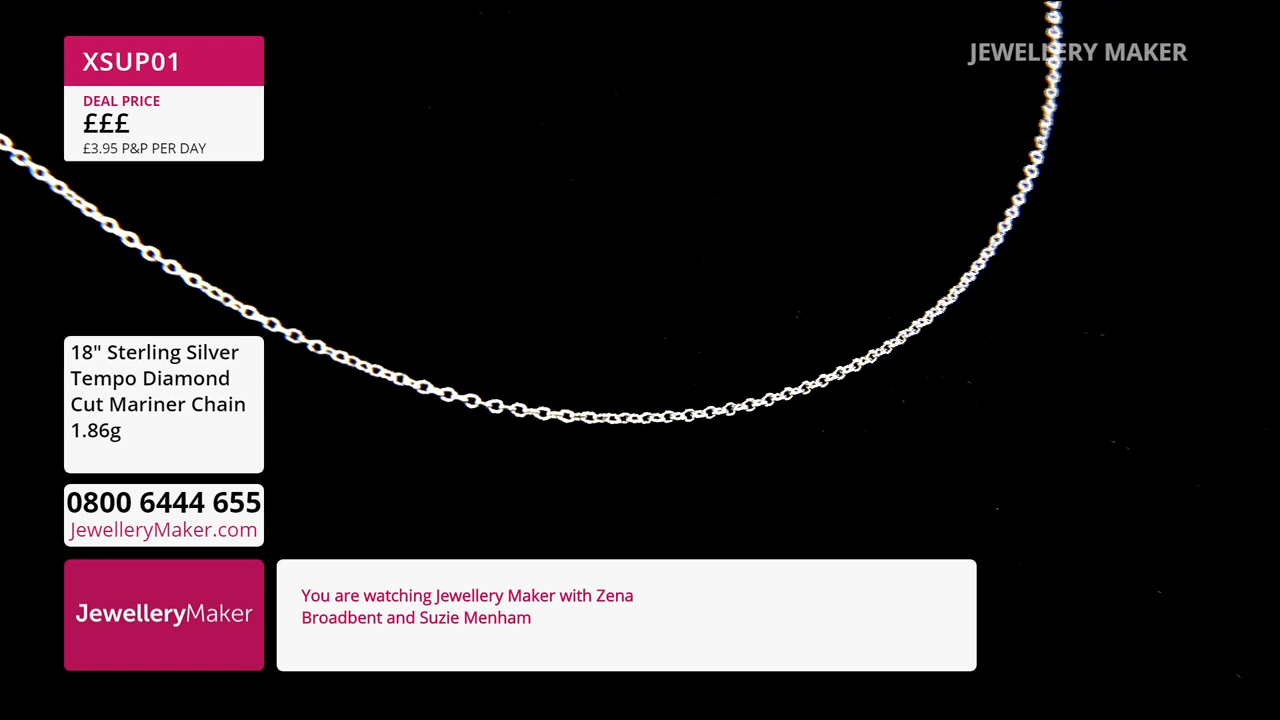 XSUP01
DEAL PRICE
£££
£3.95 P&P PER DAY
JEWELLERY MAKER
18" Sterling Silver
Tempo Diamond
Cut Mariner Chain
1.86g
0800 6444 655
JewelleryMaker.com
JewelleryMaker
You are watching Jewellery Maker with Zena
Broadbent and Suzie Menham